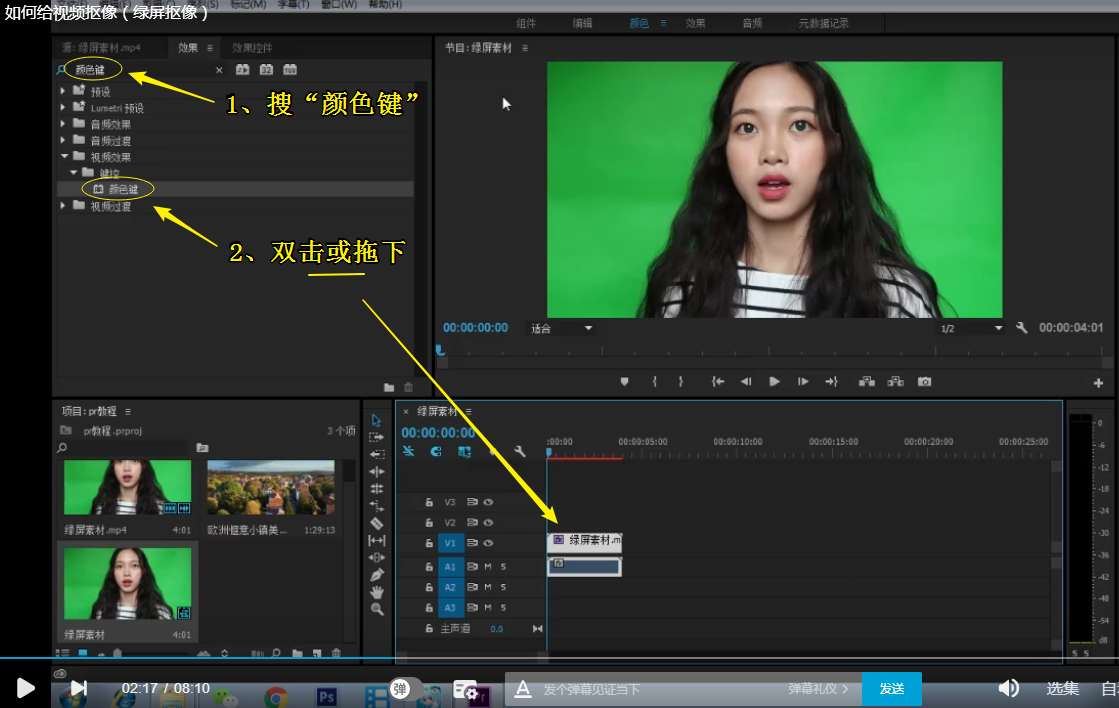 如何给视频抠像（绿屏抠像）
标记(M) 字幕(T) 窗口(W) 帮助(H)
组件 编辑 颜色 ≡ 效果 音频 元数据记录
源: 绿屏素材.mp4 效果 ≡ 效果控件
节目: 绿屏素材 ≡
颜色键 ×
预设
Lumetri 预设
音频效果
音频过渡
视频效果
键控
颜色键
视频过渡
1、搜“颜色键”
2、双击或拖下
00:00:00:00 适合 1/2 00:00:04:01
项目: pr教程 ≡
pr教程.prproj 3 个项
绿屏素材.mp4 4:01
1:29:13
绿屏素材 4:01
× 绿屏素材 ≡
00:00:00:00
:00:00 00:00:05:00 00:00:10:00 00:00:15:00 00:00:20:00 00:00:25:00
V3
V2
V1 绿屏素材.m
A1 M S
A2 M S
A3 M S
主声道 0.0
0
-6
-12
-18
-24
-30
-36
-42
-48
-54
dB
S S
02:17 / 08:10 弹 发个弹幕见证当下 弹幕礼仪 发送 选集
Ps
Pr